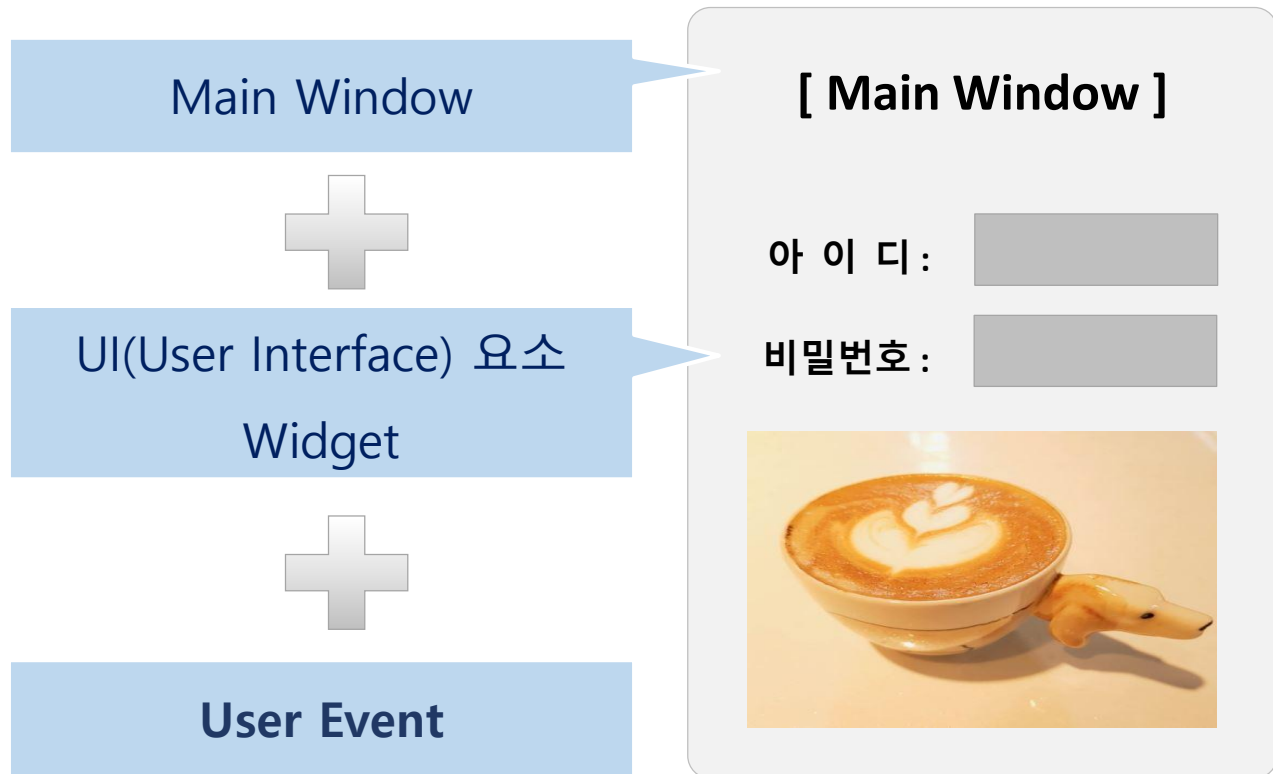 Main Window
UI(User Interface) 요소
Widget
User Event
[ Main Window ]
아 이 디 :
비밀번호 :